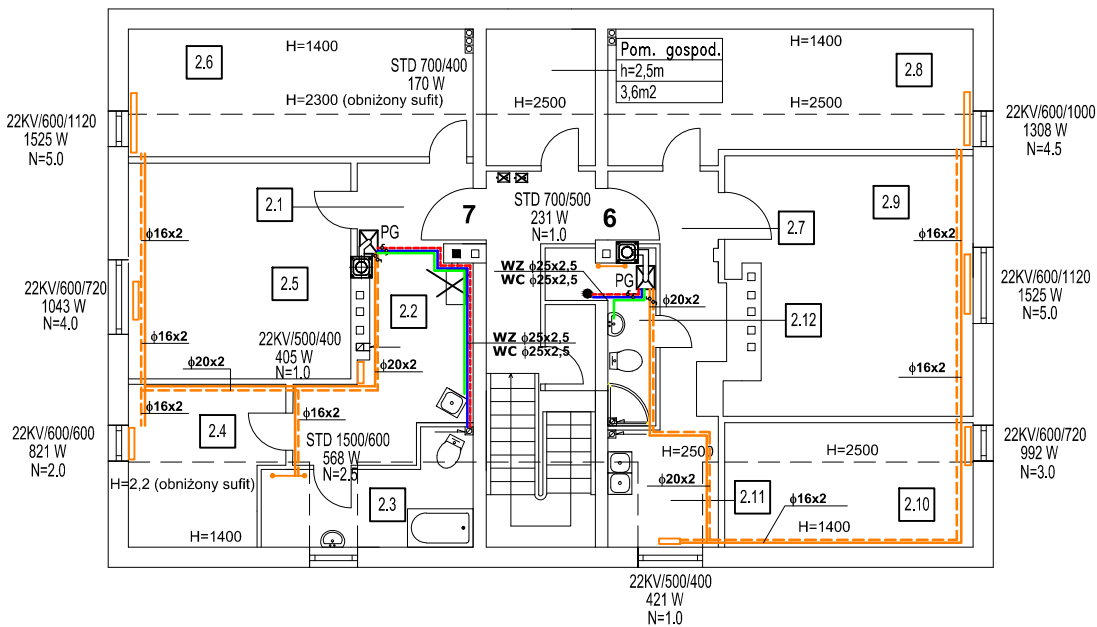 H=1400
2.6
STD 700/400
170 W
H=2300 (obniżony sufit)
H=2500
Pom. gospod.
h=2,5m
3,6m2
H=1400
2.8
H=2500
22KV/600/1120
1525 W
N=5.0
22KV/600/1000
1308 W
N=4.5
2.1
7
STD 700/500
231 W
N=1.0
6
2.7
2.9
PG
ϕ16x2
ϕ16x2
2.5
2.2
WZ ϕ25x2.5
WC ϕ25x2,5
PG
ϕ20x2
2.12
22KV/600/720
1043 W
N=4.0
22KV/600/1120
1525 W
N=5.0
22KV/500/400
405 W
N=1.0
ϕ16x2
ϕ20x2
ϕ20x2
WZ ϕ25x2,5
WC ϕ25x2,5
ϕ16x2
ϕ16x2
ϕ16x2
2.4
22KV/600/600
821 W
N=2.0
STD 1500/600
568 W
N=2.5
H=2,2 (obniżony sufit)
H=2500
H=2500
22KV/600/720
992 W
N=3.0
ϕ20x2
2.11
ϕ16x2
2.10
2.3
H=1400
H=1400
22KV/500/400
421 W
N=1.0